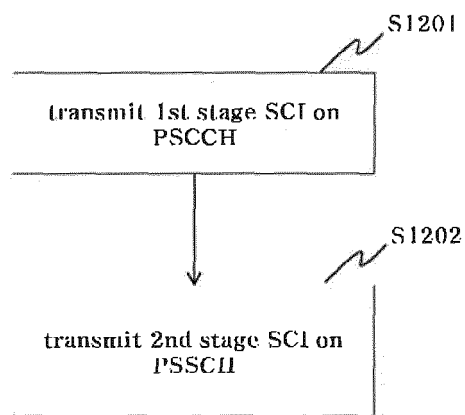 S1201
transmit 1st stage SCI on
PSCCH
S1202
transmit 2nd stage SCI on
PSSCH